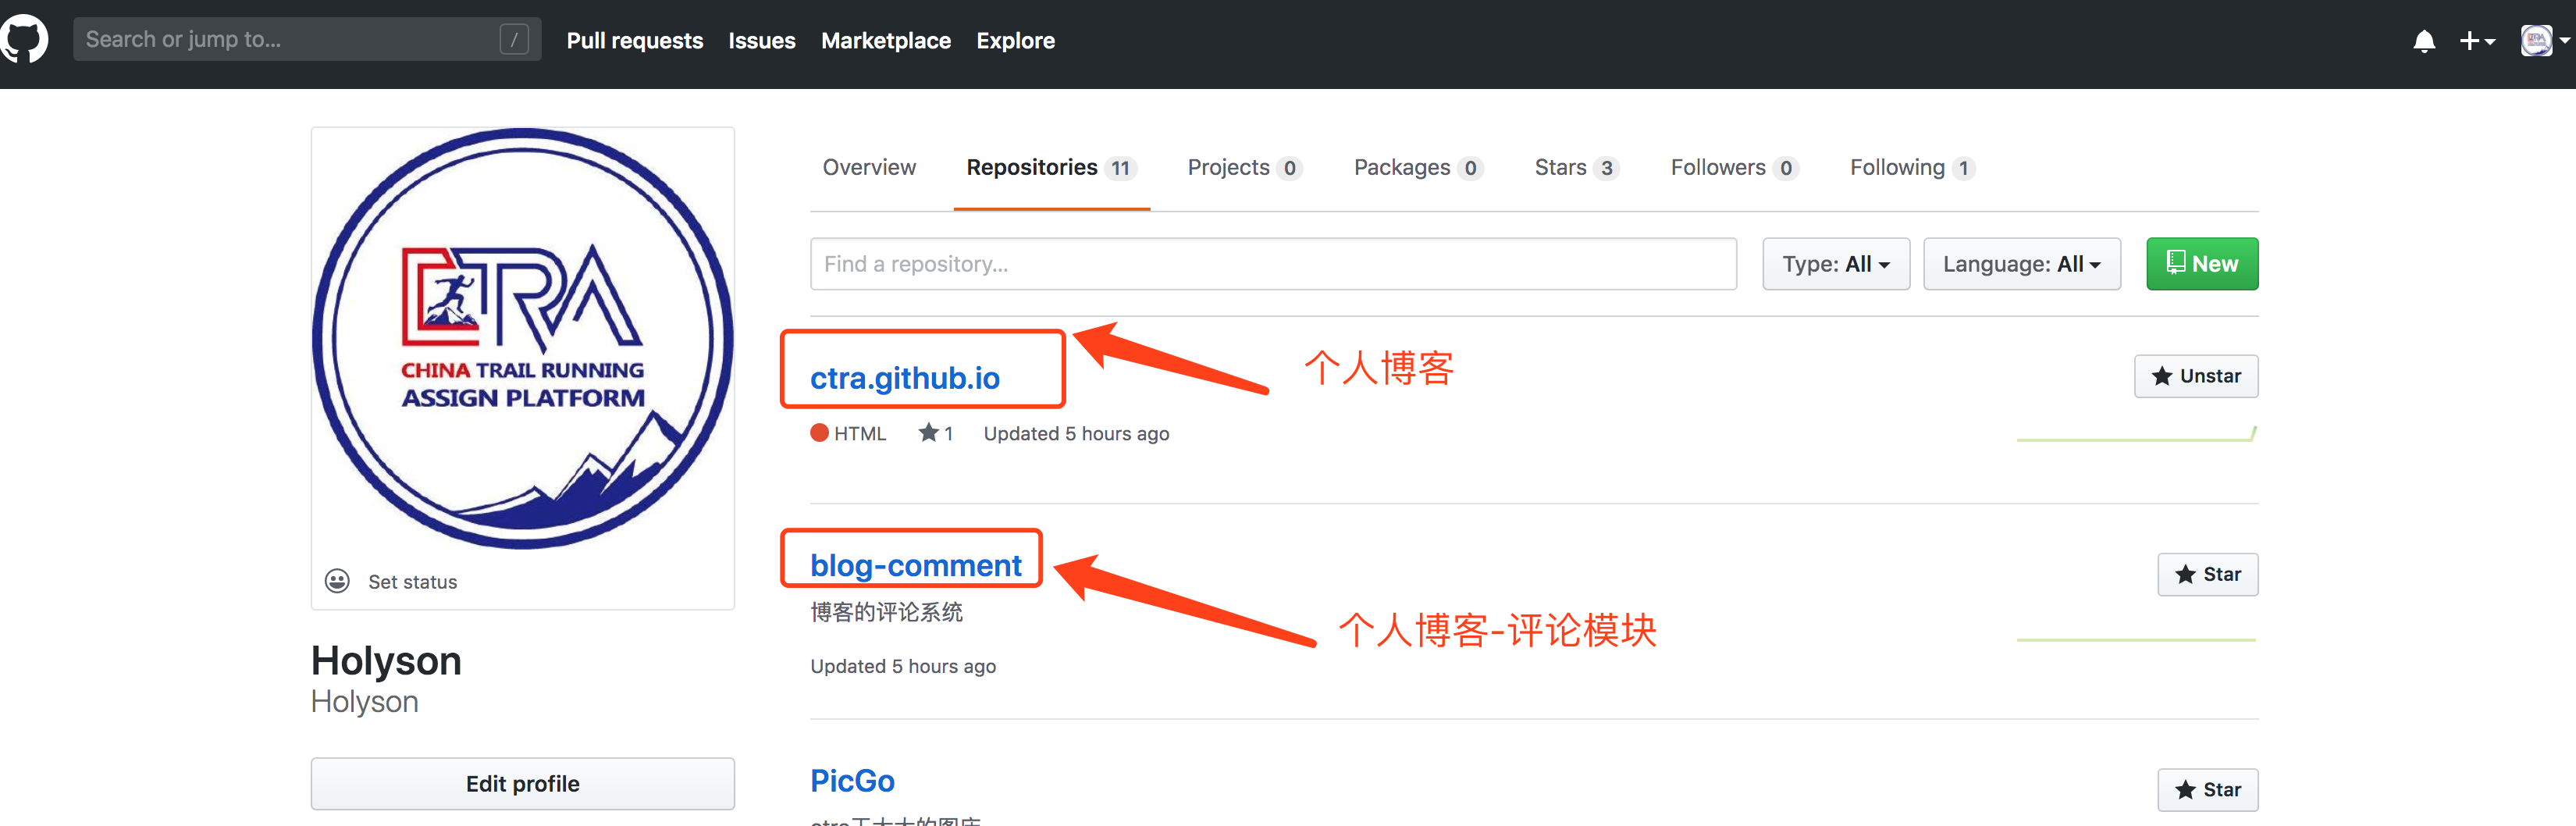 Search or jump to... /
Pull requests Issues Marketplace Explore
CTRA
CHINA TRAIL RUNNING
ASSIGN PLATFORM
Set status
Holyson
Holyson
Edit profile
Overview Repositories 11 Projects 0 Packages 0 Stars 3 Followers 0 Following 1
Find a repository... Type: All Language: All New
ctra.github.io
个人博客
Unstar
HTML 1 Updated 5 hours ago
blog-comment
Star
博客的评论系统
个人博客-评论模块
Updated 5 hours ago
PicGo
Star